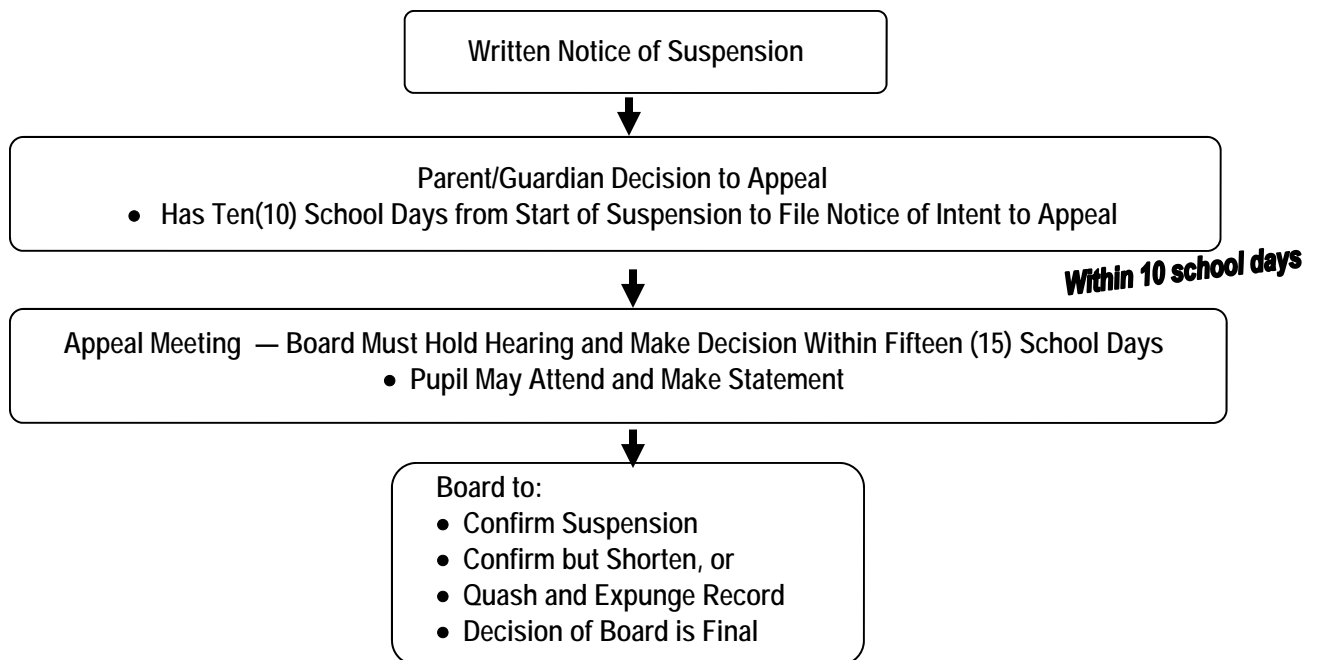 Written Notice of Suspension
Parent/Guardian Decision to Appeal
• Has Ten(10) School Days from Start of Suspension to File Notice of Intent to Appeal
Within 10 school days
Appeal Meeting — Board Must Hold Hearing and Make Decision Within Fifteen (15) School Days
• Pupil May Attend and Make Statement
Board to:
• Confirm Suspension
• Confirm but Shorten, or
• Quash and Expunge Record
• Decision of Board is Final